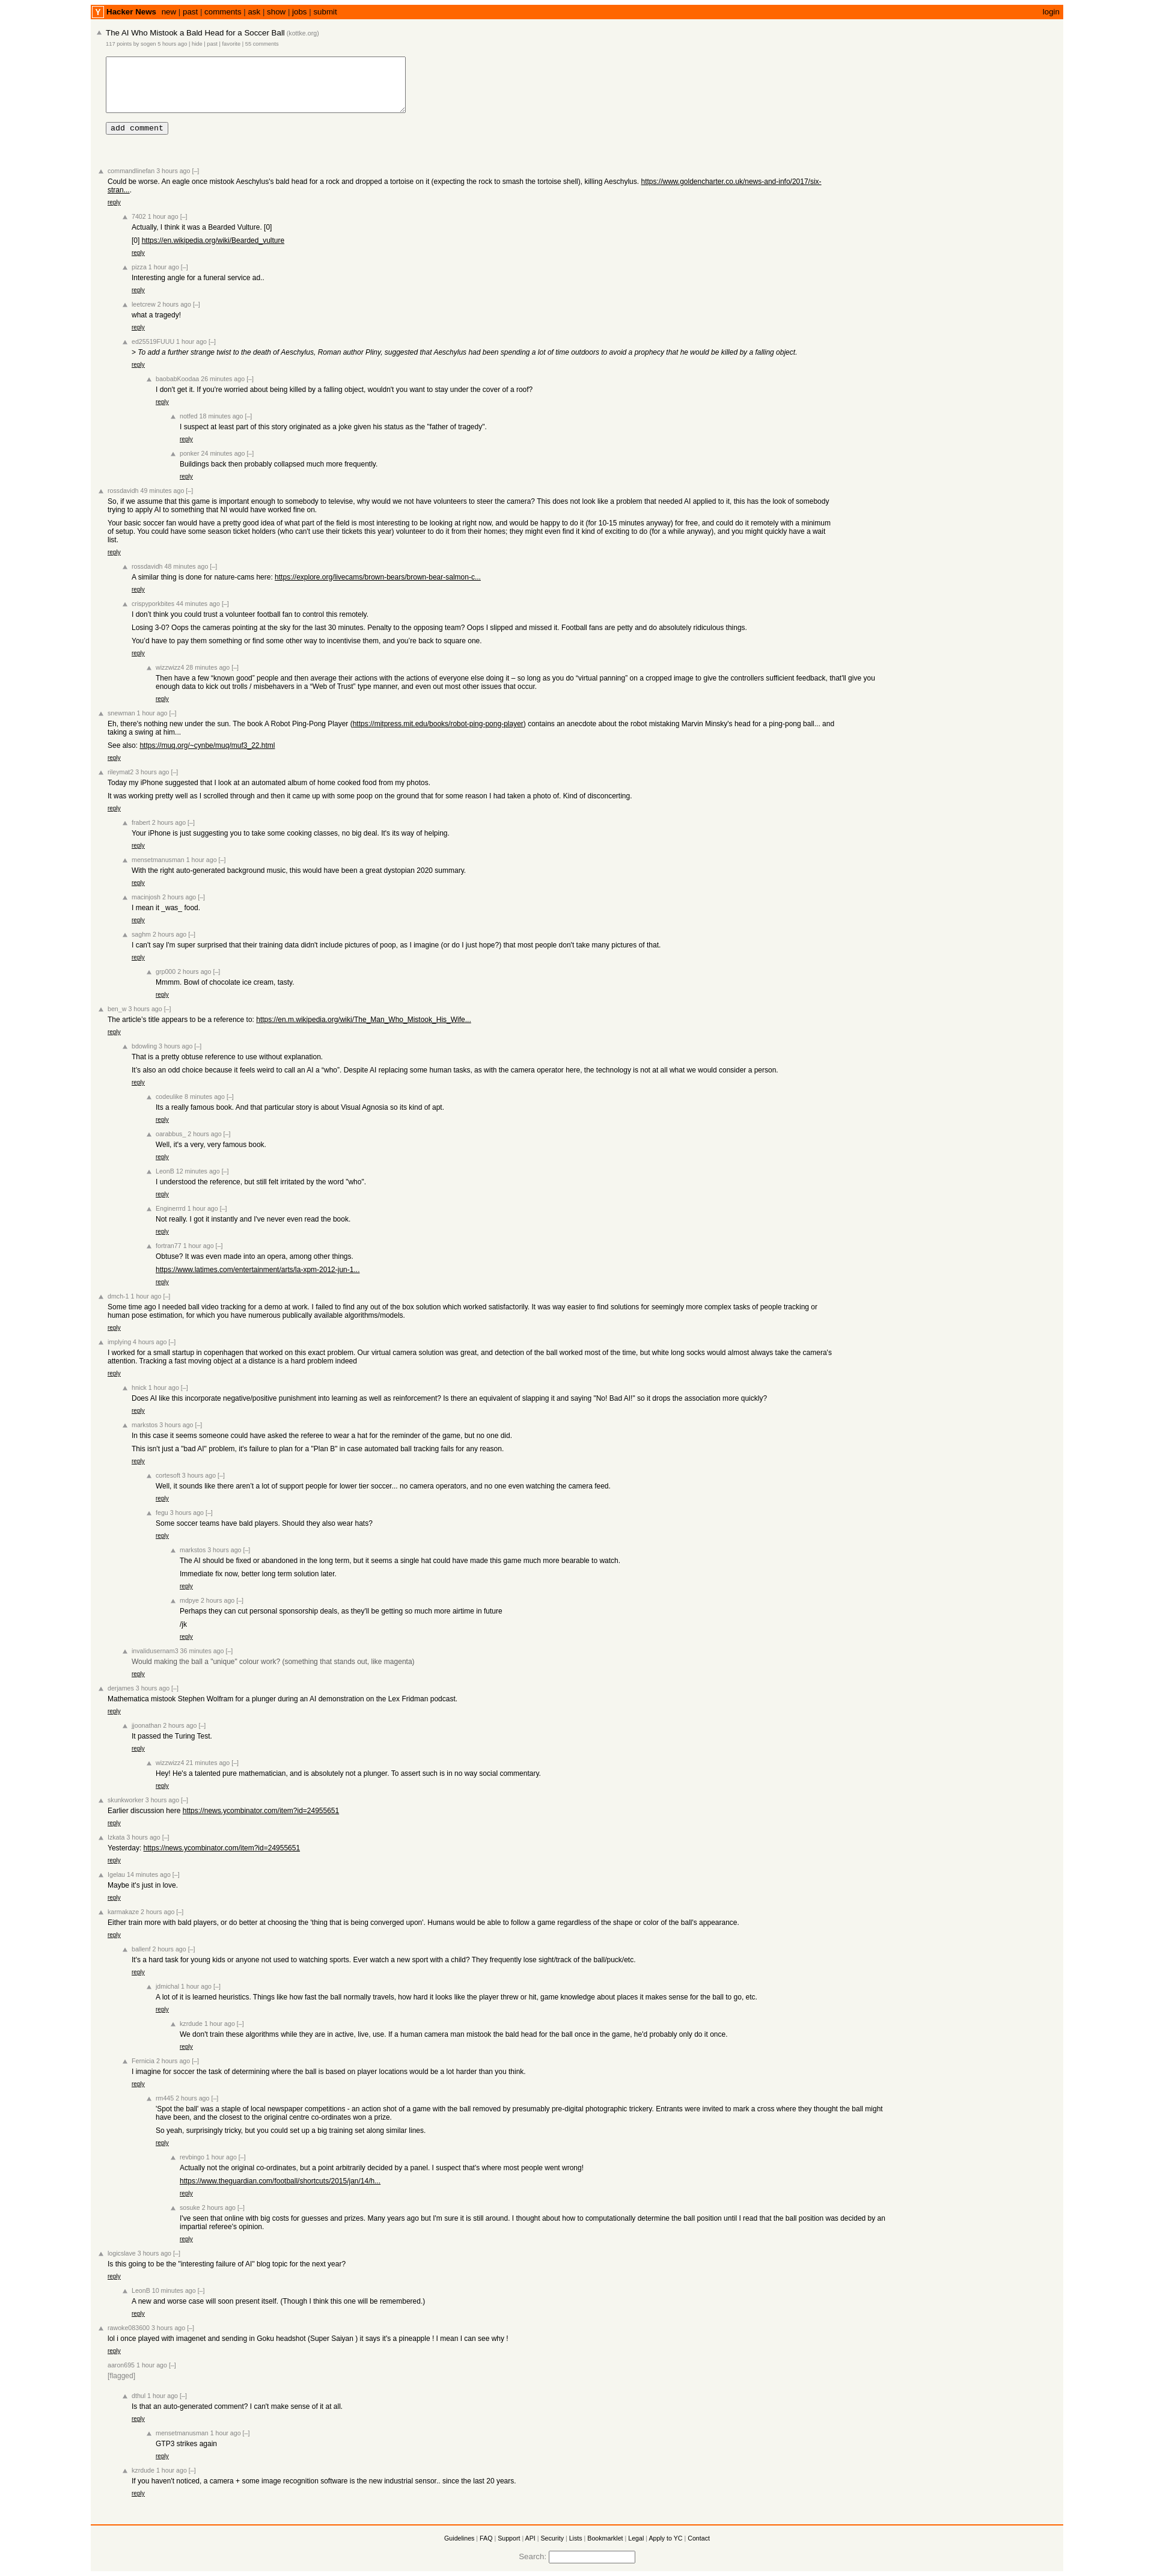 Y Hacker News new | past | comments | ask | show | jobs | submit login
The AI Who Mistook a Bald Head for a Soccer Ball (kottke.org)
117 points by sogen 5 hours ago | hide | past | favorite | 55 comments
add comment
commandlinefan 3 hours ago [–]
Could be worse. An eagle once mistook Aeschylus's bald head for a rock and dropped a tortoise on it (expecting the rock to smash the tortoise shell), killing Aeschylus. https://www.goldencharter.co.uk/news-and-info/2017/six-
stran....
reply
7402 1 hour ago [–]
Actually, I think it was a Bearded Vulture. [0]
[0] https://en.wikipedia.org/wiki/Bearded_vulture
reply
pizza 1 hour ago [–]
Interesting angle for a funeral service ad..
reply
leetcrew 2 hours ago [–]
what a tragedy!
reply
ed25519FUUU 1 hour ago [–]
> To add a further strange twist to the death of Aeschylus, Roman author Pliny, suggested that Aeschylus had been spending a lot of time outdoors to avoid a prophecy that he would be killed by a falling object.
reply
baobabKoodaa 26 minutes ago [–]
I don't get it. If you're worried about being killed by a falling object, wouldn't you want to stay under the cover of a roof?
reply
notfed 18 minutes ago [–]
I suspect at least part of this story originated as a joke given his status as the "father of tragedy".
reply
ponker 24 minutes ago [–]
Buildings back then probably collapsed much more frequently.
reply
rossdavidh 49 minutes ago [–]
So, if we assume that this game is important enough to somebody to televise, why would we not have volunteers to steer the camera? This does not look like a problem that needed AI applied to it, this has the look of somebody
trying to apply AI to something that NI would have worked fine on.
Your basic soccer fan would have a pretty good idea of what part of the field is most interesting to be looking at right now, and would be happy to do it (for 10-15 minutes anyway) for free, and could do it remotely with a minimum
of setup. You could have some season ticket holders (who can't use their tickets this year) volunteer to do it from their homes; they might even find it kind of exciting to do (for a while anyway), and you might quickly have a wait
list.
reply
rossdavidh 48 minutes ago [–]
A similar thing is done for nature-cams here: https://explore.org/livecams/brown-bears/brown-bear-salmon-c...
reply
crispyporkbites 44 minutes ago [–]
I don't think you could trust a volunteer football fan to control this remotely.
Losing 3-0? Oops the cameras pointing at the sky for the last 30 minutes. Penalty to the opposing team? Oops I slipped and missed it. Football fans are petty and do absolutely ridiculous things.
You'd have to pay them something or find some other way to incentivise them, and you're back to square one.
reply
wizzwizz4 28 minutes ago [–]
Then have a few “known good” people and then average their actions with the actions of everyone else doing it – so long as you do “virtual panning” on a cropped image to give the controllers sufficient feedback, that'll give you
enough data to kick out trolls / misbehavers in a “Web of Trust” type manner, and even out most other issues that occur.
reply
snewman 1 hour ago [–]
Eh, there's nothing new under the sun. The book A Robot Ping-Pong Player (https://mitpress.mit.edu/books/robot-ping-pong-player) contains an anecdote about the robot mistaking Marvin Minsky's head for a ping-pong ball... and
taking a swing at him...
See also: https://muq.org/~cynbe/muq/muf3_22.html
reply
rileymat2 3 hours ago [–]
Today my iPhone suggested that I look at an automated album of home cooked food from my photos.
It was working pretty well as I scrolled through and then it came up with some poop on the ground that for some reason I had taken a photo of. Kind of disconcerting.
reply
frabert 2 hours ago [–]
Your iPhone is just suggesting you to take some cooking classes, no big deal. It's its way of helping.
reply
mensetmanusman 1 hour ago [–]
With the right auto-generated background music, this would have been a great dystopian 2020 summary.
reply
macinjosh 2 hours ago [–]
I mean it _was_ food.
reply
saghm 2 hours ago [–]
I can't say I'm super surprised that their training data didn't include pictures of poop, as I imagine (or do I just hope?) that most people don't take many pictures of that.
reply
grp000 2 hours ago [–]
Mmmm. Bowl of chocolate ice cream, tasty.
reply
ben_w 3 hours ago [–]
The article's title appears to be a reference to: https://en.m.wikipedia.org/wiki/The_Man_Who_Mistook_His_Wife...
reply
bdowling 3 hours ago [–]
That is a pretty obtuse reference to use without explanation.
It's also an odd choice because it feels weird to call an AI a “who”. Despite AI replacing some human tasks, as with the camera operator here, the technology is not at all what we would consider a person.
reply
codeulike 8 minutes ago [–]
Its a really famous book. And that particular story is about Visual Agnosia so its kind of apt.
reply
oarabbus_ 2 hours ago [–]
Well, it's a very, very famous book.
reply
LeonB 12 minutes ago [–]
I understood the reference, but still felt irritated by the word "who".
reply
Enginerrrd 1 hour ago [–]
Not really. I got it instantly and I've never even read the book.
reply
fortran77 1 hour ago [–]
Obtuse? It was even made into an opera, among other things.
https://www.latimes.com/entertainment/arts/la-xpm-2012-jun-1...
reply
dmch-1 1 hour ago [–]
Some time ago I needed ball video tracking for a demo at work. I failed to find any out of the box solution which worked satisfactorily. It was way easier to find solutions for seemingly more complex tasks of people tracking or
human pose estimation, for which you have numerous publically available algorithms/models.
reply
implying 4 hours ago [–]
I worked for a small startup in copenhagen that worked on this exact problem. Our virtual camera solution was great, and detection of the ball worked most of the time, but white long socks would almost always take the camera's
attention. Tracking a fast moving object at a distance is a hard problem indeed
reply
hnick 1 hour ago [–]
Does AI like this incorporate negative/positive punishment into learning as well as reinforcement? Is there an equivalent of slapping it and saying "No! Bad AI!" so it drops the association more quickly?
reply
markstos 3 hours ago [–]
In this case it seems someone could have asked the referee to wear a hat for the reminder of the game, but no one did.
This isn't just a "bad AI" problem, it's failure to plan for a "Plan B" in case automated ball tracking fails for any reason.
reply
cortesoft 3 hours ago [–]
Well, it sounds like there aren't a lot of support people for lower tier soccer... no camera operators, and no one even watching the camera feed.
reply
fegu 3 hours ago [–]
Some soccer teams have bald players. Should they also wear hats?
reply
markstos 3 hours ago [–]
The AI should be fixed or abandoned in the long term, but it seems a single hat could have made this game much more bearable to watch.
Immediate fix now, better long term solution later.
reply
mdpye 2 hours ago [–]
Perhaps they can cut personal sponsorship deals, as they'll be getting so much more airtime in future
/jk
reply
invalidusernam3 36 minutes ago [–]
Would making the ball a "unique" colour work? (something that stands out, like magenta)
reply
derjames 3 hours ago [–]
Mathematica mistook Stephen Wolfram for a plunger during an AI demonstration on the Lex Fridman podcast.
reply
jjoonathan 2 hours ago [–]
It passed the Turing Test.
reply
wizzwizz4 21 minutes ago [–]
Hey! He's a talented pure mathematician, and is absolutely not a plunger. To assert such is in no way social commentary.
reply
skunkworker 3 hours ago [–]
Earlier discussion here https://news.ycombinator.com/item?id=24955651
reply
Izkata 3 hours ago [–]
Yesterday: https://news.ycombinator.com/item?id=24955651
reply
Igelau 14 minutes ago [–]
Maybe it's just in love.
reply
karmakaze 2 hours ago [–]
Either train more with bald players, or do better at choosing the 'thing that is being converged upon'. Humans would be able to follow a game regardless of the shape or color of the ball's appearance.
reply
ballenf 2 hours ago [–]
It's a hard task for young kids or anyone not used to watching sports. Ever watch a new sport with a child? They frequently lose sight/track of the ball/puck/etc.
reply
jdmichal 1 hour ago [–]
A lot of it is learned heuristics. Things like how fast the ball normally travels, how hard it looks like the player threw or hit, game knowledge about places it makes sense for the ball to go, etc.
reply
kzrdude 1 hour ago [–]
We don't train these algorithms while they are in active, live, use. If a human camera man mistook the bald head for the ball once in the game, he'd probably only do it once.
reply
Fernicia 2 hours ago [–]
I imagine for soccer the task of determining where the ball is based on player locations would be a lot harder than you think.
reply
rm445 2 hours ago [–]
'Spot the ball' was a staple of local newspaper competitions - an action shot of a game with the ball removed by presumably pre-digital photographic trickery. Entrants were invited to mark a cross where they thought the ball might
have been, and the closest to the original centre co-ordinates won a prize.
So yeah, surprisingly tricky, but you could set up a big training set along similar lines.
reply
revbingo 1 hour ago [–]
Actually not the original co-ordinates, but a point arbitrarily decided by a panel. I suspect that's where most people went wrong!
https://www.theguardian.com/football/shortcuts/2015/jan/14/h...
reply
sosuke 2 hours ago [–]
I've seen that online with big costs for guesses and prizes. Many years ago but I'm sure it is still around. I thought about how to computationally determine the ball position until I read that the ball position was decided by an
impartial referee's opinion.
reply
logicslave 3 hours ago [–]
Is this going to be the "interesting failure of AI" blog topic for the next year?
reply
LeonB 10 minutes ago [–]
A new and worse case will soon present itself. (Though I think this one will be remembered.)
reply
rawoke083600 3 hours ago [–]
lol i once played with imagenet and sending in Goku headshot (Super Saiyan ) it says it's a pineapple ! I mean I can see why !
reply
aaron695 1 hour ago [–]
[flagged]
dthul 1 hour ago [–]
Is that an auto-generated comment? I can't make sense of it at all.
reply
mensetmanusman 1 hour ago [–]
GTP3 strikes again
reply
kzrdude 1 hour ago [–]
If you haven't noticed, a camera + some image recognition software is the new industrial sensor.. since the last 20 years.
reply
Guidelines | FAQ | Support | API | Security | Lists | Bookmarklet | Legal | Apply to YC | Contact
Search: